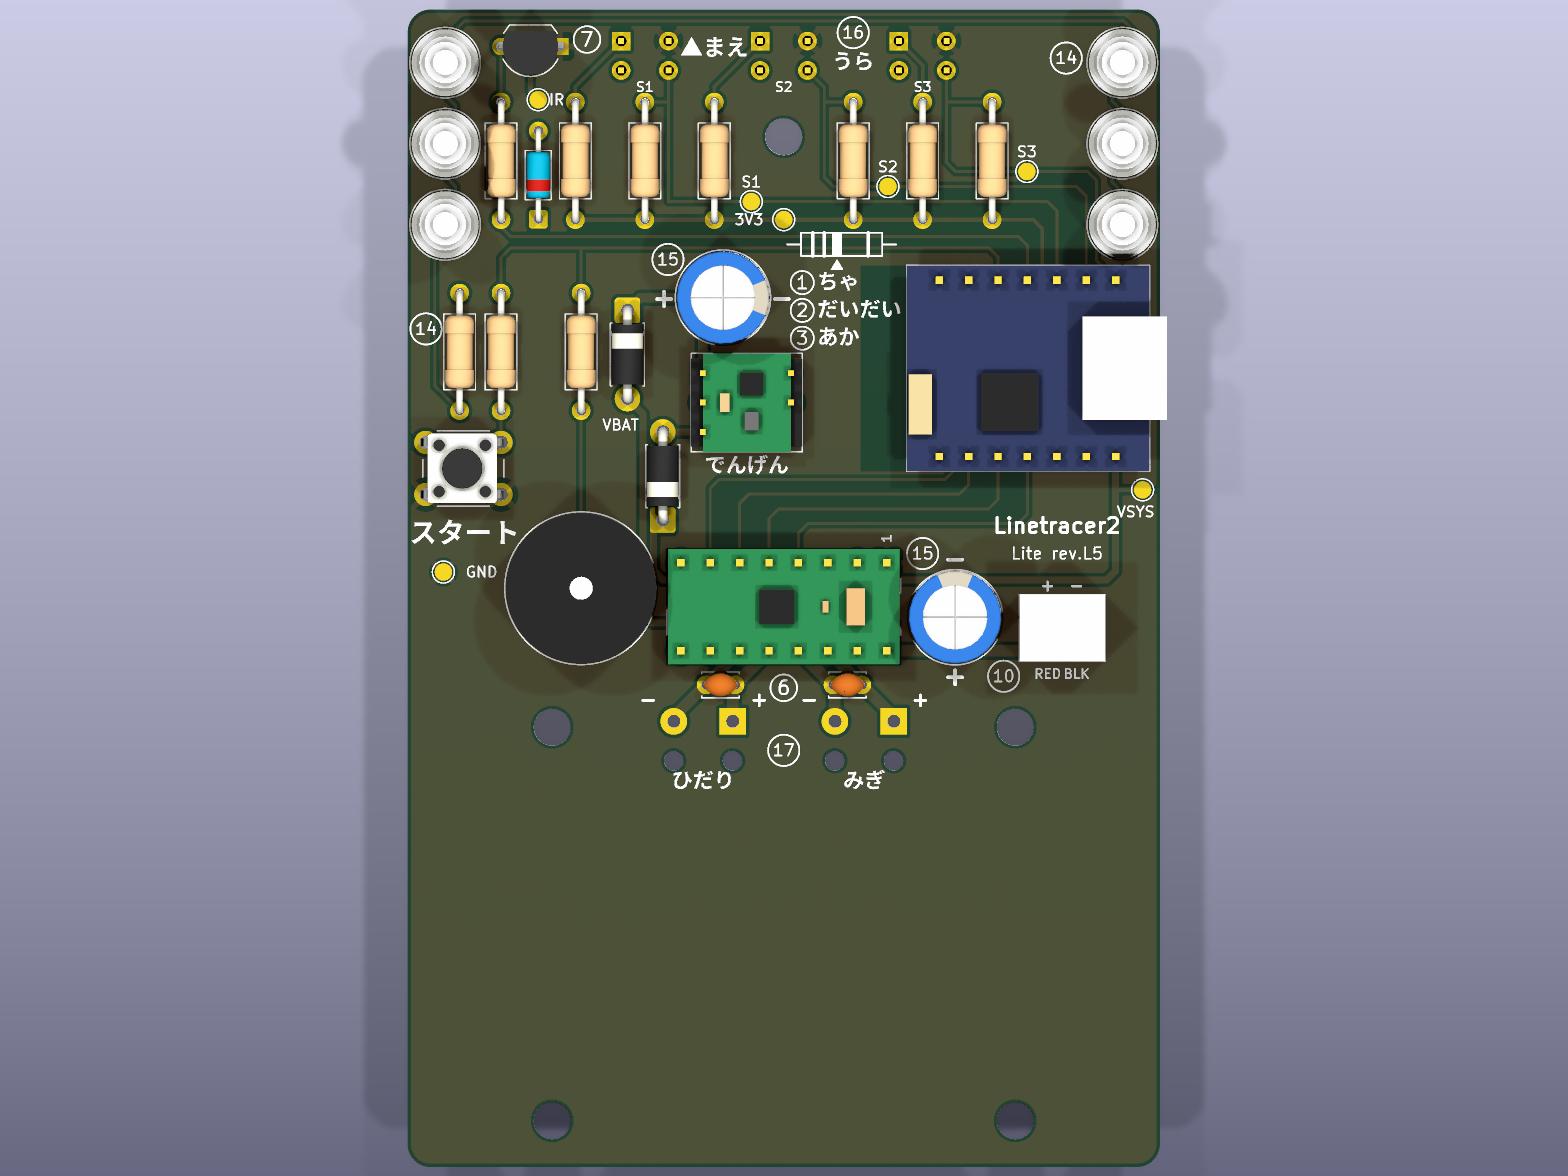 ⑦
▲まえ
⑯
うら
⑭
S1
S2
S3
IR
S1
S2
S3
3V3
⑮
+
−
①ちゃ
②だいだい
③あか
⑭
VBAT
でんげん
スタート
GND
VSYS
Linetracer2
Lite rev.L5
1
⑮
−
+
+ −
RED BLK
⑩
− + − +
⑥
⑰
ひだり
みぎ